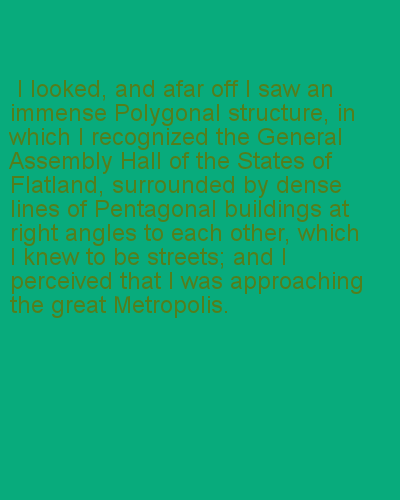 I looked, and afar off I saw an
immense Polygonal structure, in
which I recognized the General
Assembly Hall of the States of
Flatland, surrounded by dense
lines of Pentagonal buildings at
right angles to each other, which
I knew to be streets; and I
perceived that I was approaching
the great Metropolis.